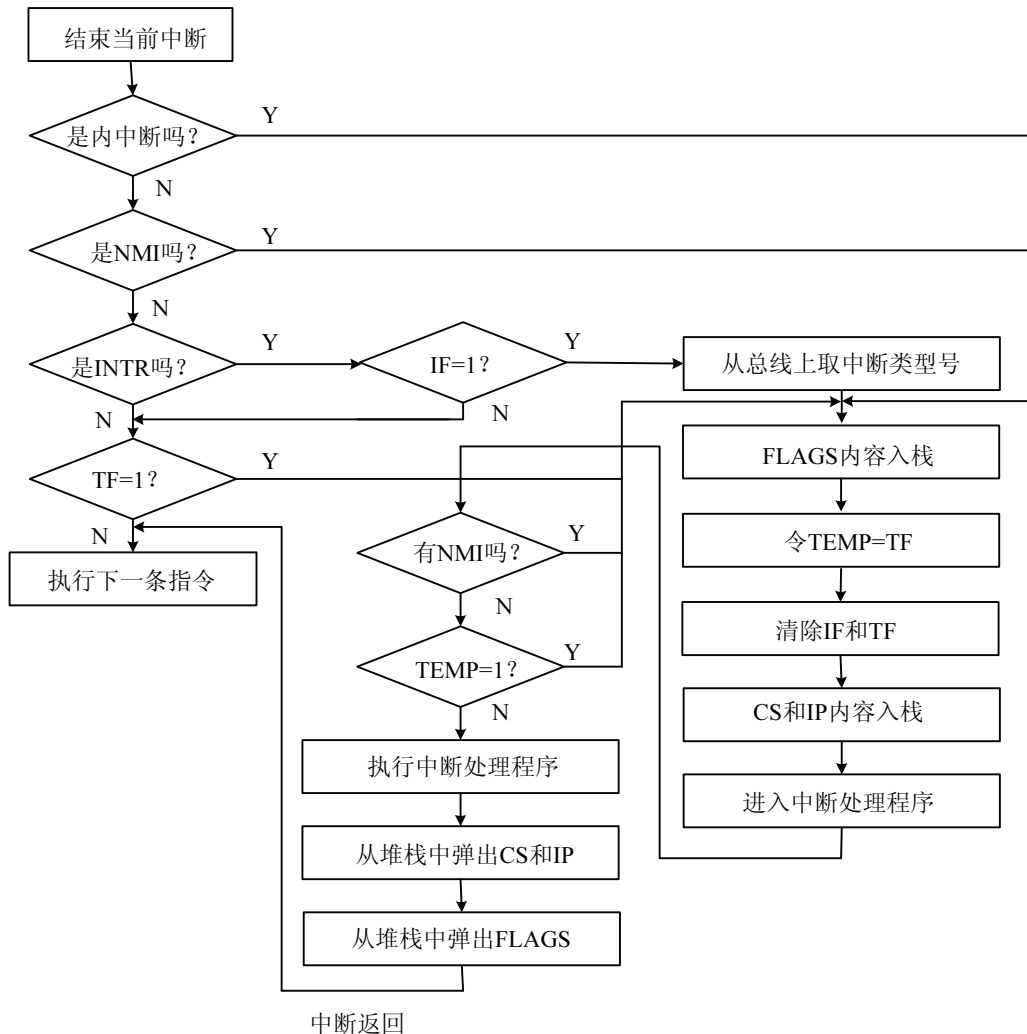 结束当前中断
是内中断吗?
Y
N
是NMI吗?
Y
N
是INTR吗?
Y
IF=1?
Y
从总线上取中断类型号
N
N
FLAGS内容入栈
TF=1?
Y
N
有NMI吗?
Y
令TEMP=TF
执行下一条指令
N
清除IF和TF
TEMP=1?
Y
N
CS和IP内容入栈
执行中断处理程序
进入中断处理程序
从堆栈中弹出CS和IP
从堆栈中弹出FLAGS
中断返回